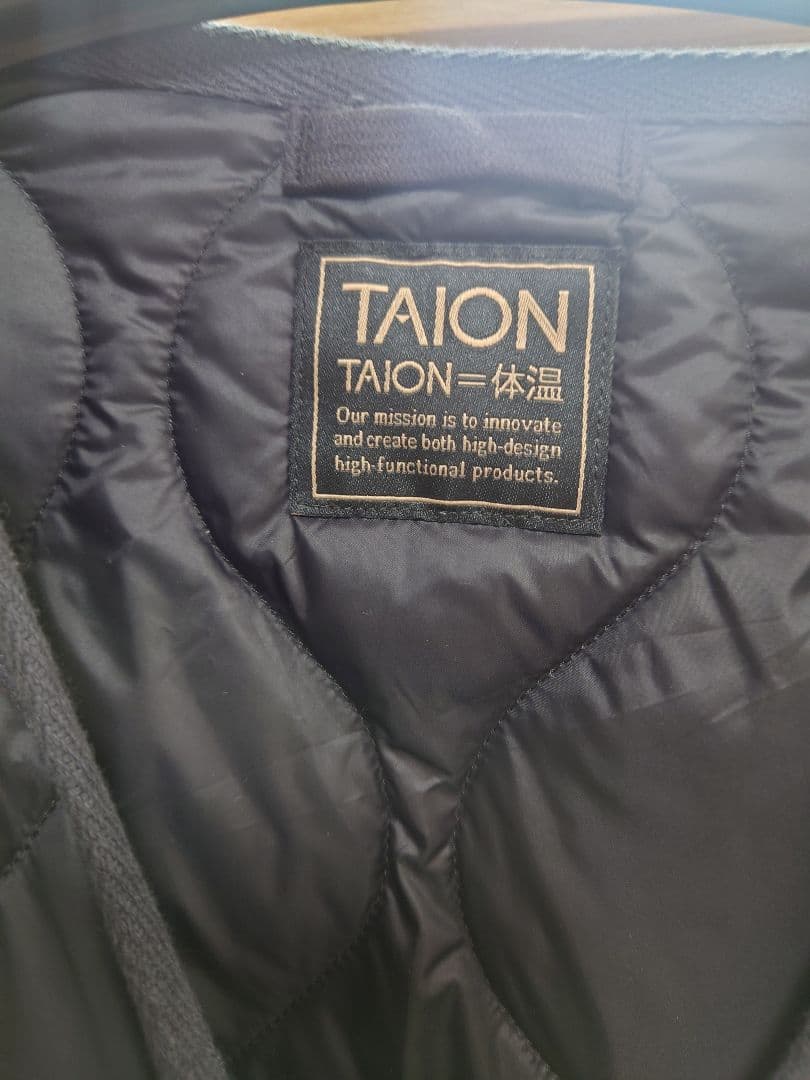 TAION
TAION=体温
Our mission is to innovate
and create both high-design
high-functional products.